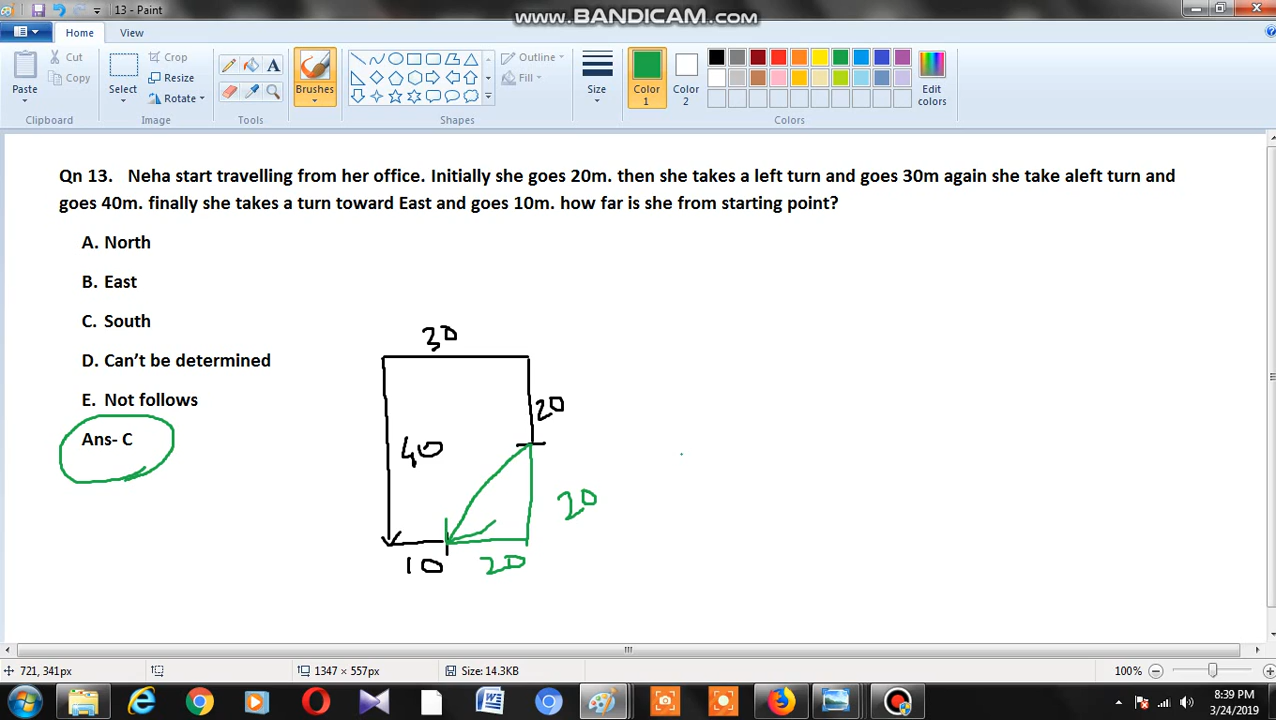 www.BANDICAM.com
13 - Paint
Home View
Paste
Cut
Copy
Clipboard
Select
Crop
Resize
Rotate
Image
A
Tools
Brushes
Outline
Fill
Shapes
Size
Color 1
Color 2
Edit colors
Colors
Qn 13. Neha start travelling from her office. Initially she goes 20m. then she takes a left turn and goes 30m again she take aleft turn and
goes 40m. finally she takes a turn toward East and goes 10m. how far is she from starting point?
A. North
B. East
C. South
D. Can't be determined
E. Not follows
Ans- C
30
20
40
20
10
20
721, 341px
1347 × 557px
Size: 14.3KB
100%
8:39 PM
3/24/2019